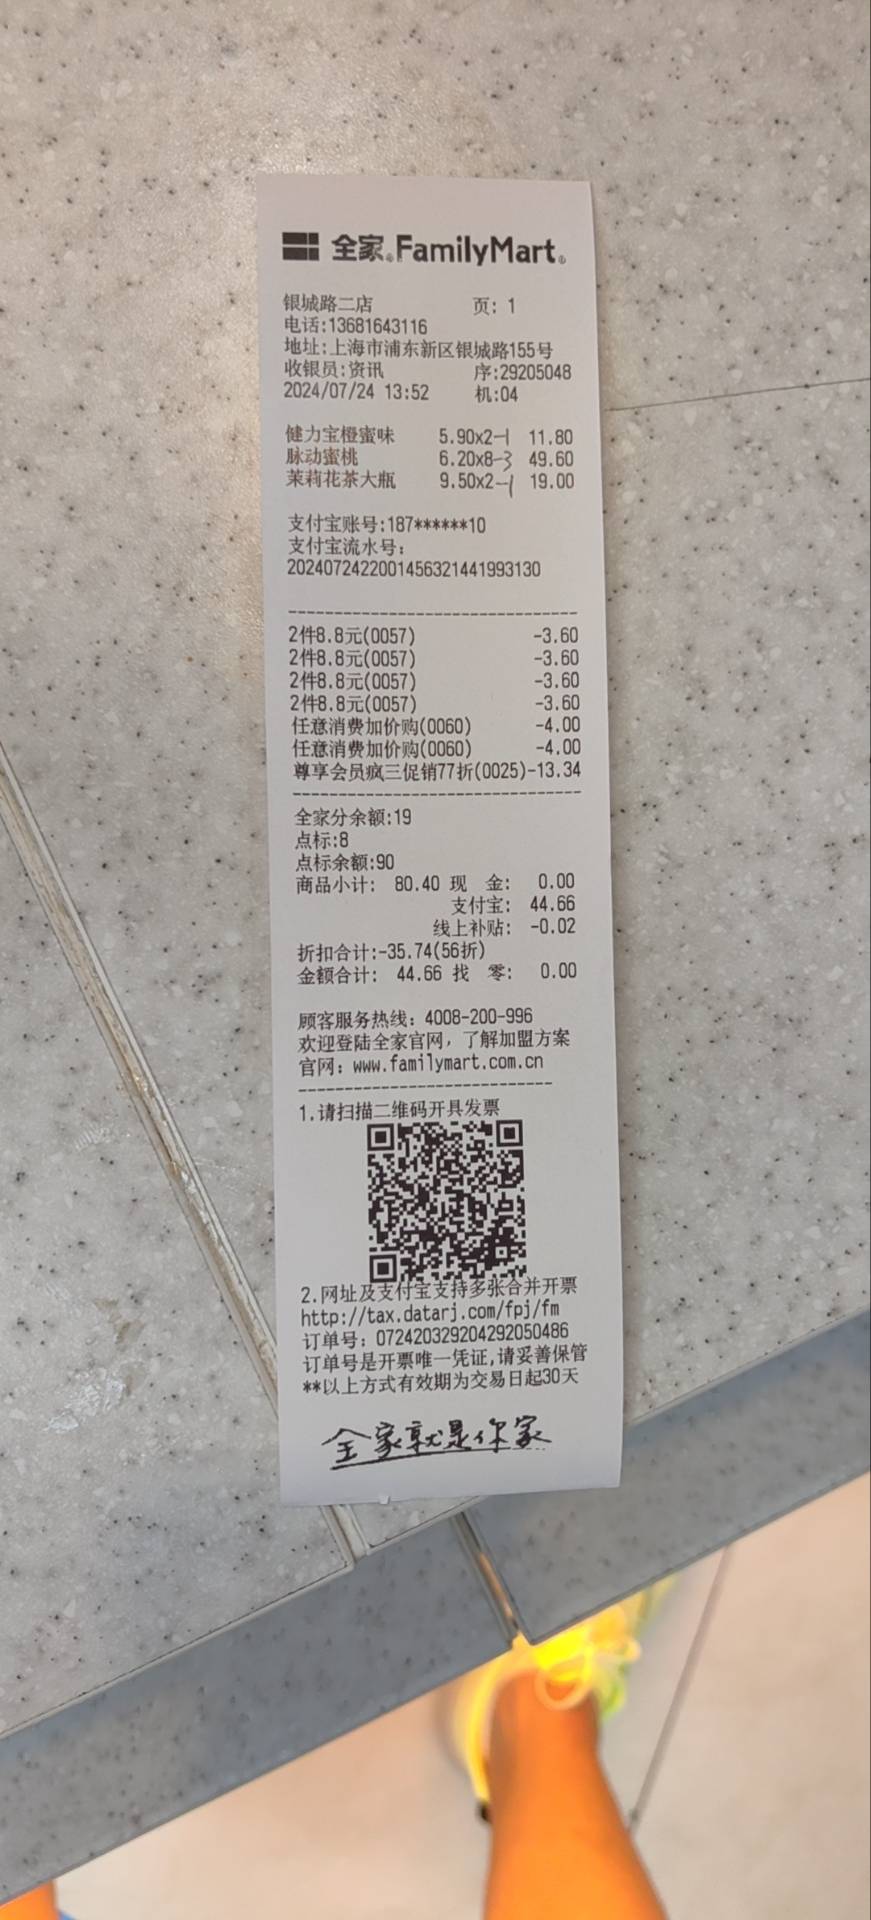 全家 FamilyMart
银城路二店 页: 1
电话:13681643116
地址:上海市浦东新区银城路155号
收银员:资讯 序:29205048
2024/07/24 13:52 机:04
健力宝橙蜜味 5.90x2-1 11.80
脉动蜜桃 6.20x8-3 49.60
茉莉花茶大瓶 9.50x2-1 19.00
支付宝账号:187******10
支付宝流水号:
2024072422001456321441993130
2件8.8元(0057) -3.60
2件8.8元(0057) -3.60
2件8.8元(0057) -3.60
2件8.8元(0057) -3.60
任意消费加价购(0060) -4.00
任意消费加价购(0060) -4.00
尊享会员疯三促销77折(0025)-13.34
全家分余额:19
点标:8
点标余额:90
商品小计: 80.40 现 金: 0.00
支付宝: 44.66
线上补贴: -0.02
折扣合计:-35.74(56折)
金额合计: 44.66 找 零: 0.00
顾客服务热线: 4008-200-996
欢迎登陆全家官网，了解加盟方案
官网: www.familymart.com.cn
1.请扫描二维码开具发票
2.网址及支付宝支持多张合并开票
http://tax.datarj.com/fpj/fm
订单号: 072420329204292050486
订单号是开票唯一凭证,请妥善保管
**以上方式有效期为交易日起30天
全家就是你家